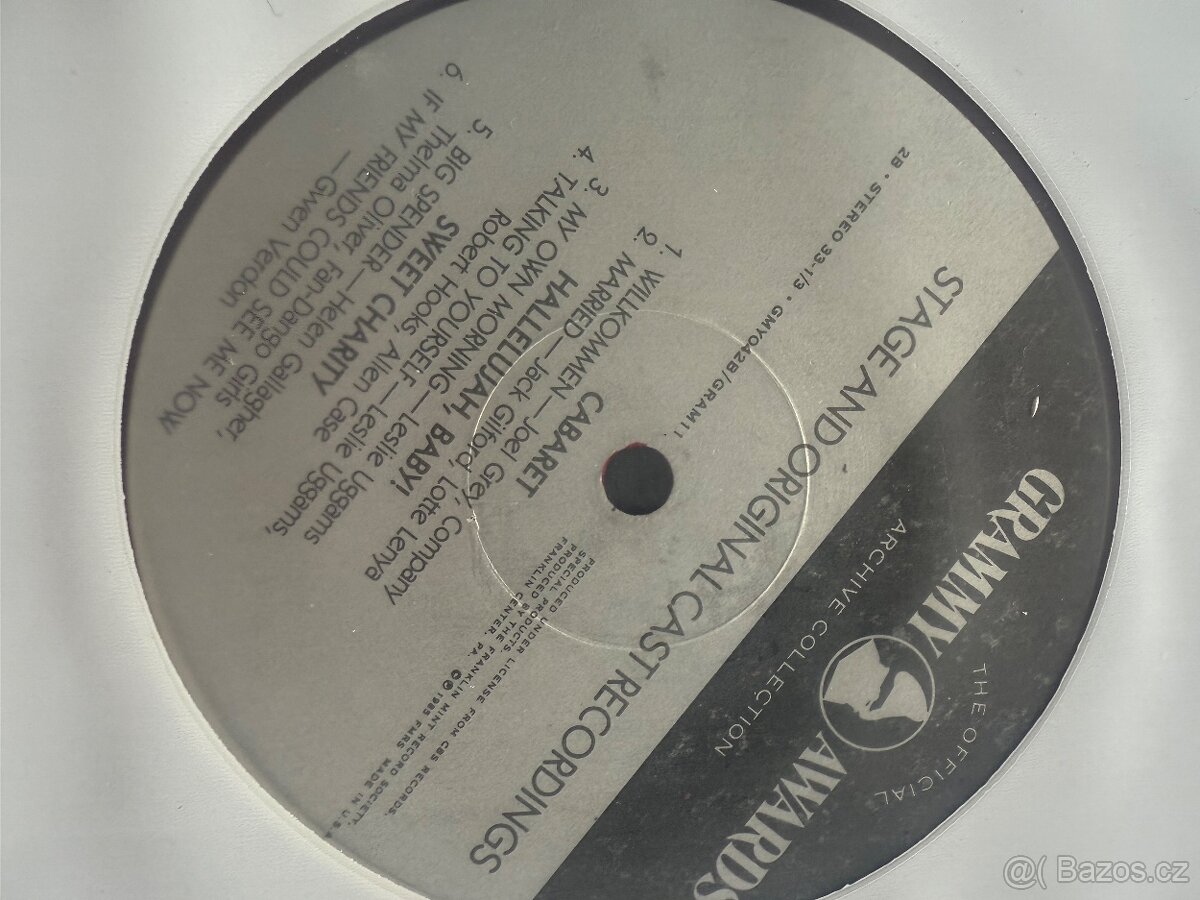 THE OFFICIAL
GRAMMY AWARDS
ARCHIVE COLLECTION
STAGE AND ORIGINAL CAST RECORDINGS
2B • STEREO 33-1/3 • GMY042B/GRAM11
CABARET
1. WILLKOMMEN—Joel Grey, Company
2. MARRIED—Jack Gilford, Lotte Lenya
HALLELUJAH, BABY!
3. MY OWN MORNING—Leslie Uggams
4. TALKING TO YOURSELF—Leslie Uggams,
Robert Hooks, Allen Case
SWEET CHARITY
5. BIG SPENDER—Helen Gallagher,
Thelma Oliver, Fan-Dango Girls
6. IF MY FRIENDS COULD SEE ME NOW
—Gwen Verdon
PRODUCED UNDER LICENSE FROM CBS RECORDS,
SPECIAL PRODUCTS.
PRODUCED BY THE FRANKLIN MINT RECORD SOCIETY,
FRANKLIN CENTER, PA. ©℗ 1985 FMRS MADE IN U.S.A.
@( Bazos.cz